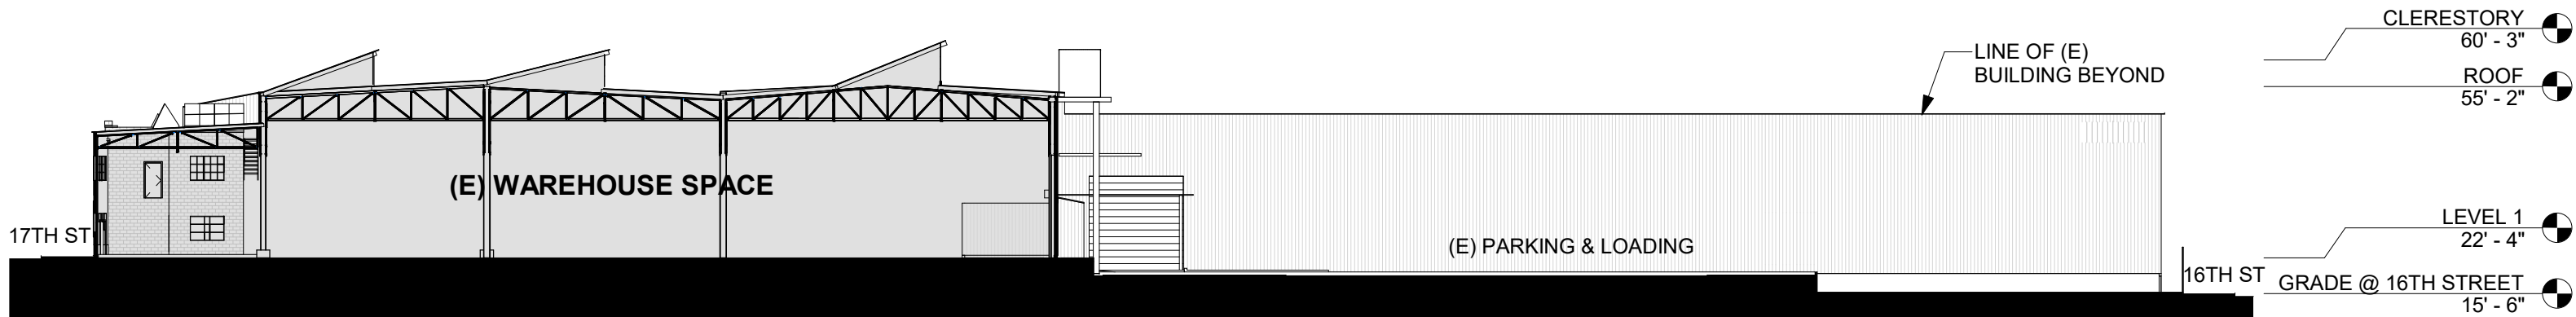 CLERESTORY
60' - 3"
LINE OF (E)
BUILDING BEYOND
ROOF
55' - 2"
(E) WAREHOUSE SPACE
17TH ST
LEVEL 1
22' - 4"
(E) PARKING & LOADING
16TH ST
GRADE @ 16TH STREET
15' - 6"